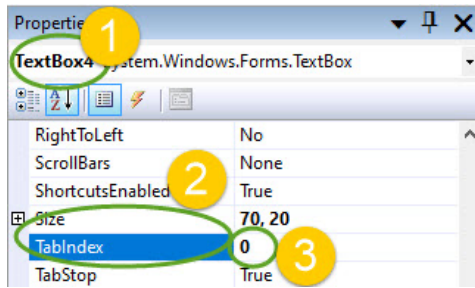 Propertie
1
TextBox4 System.Windows.Forms.TextBox
RightToLeft No
ScrollBars None
ShortcutsEnabled True
2
Size 70, 20
TabIndex 0
3
TabStop True